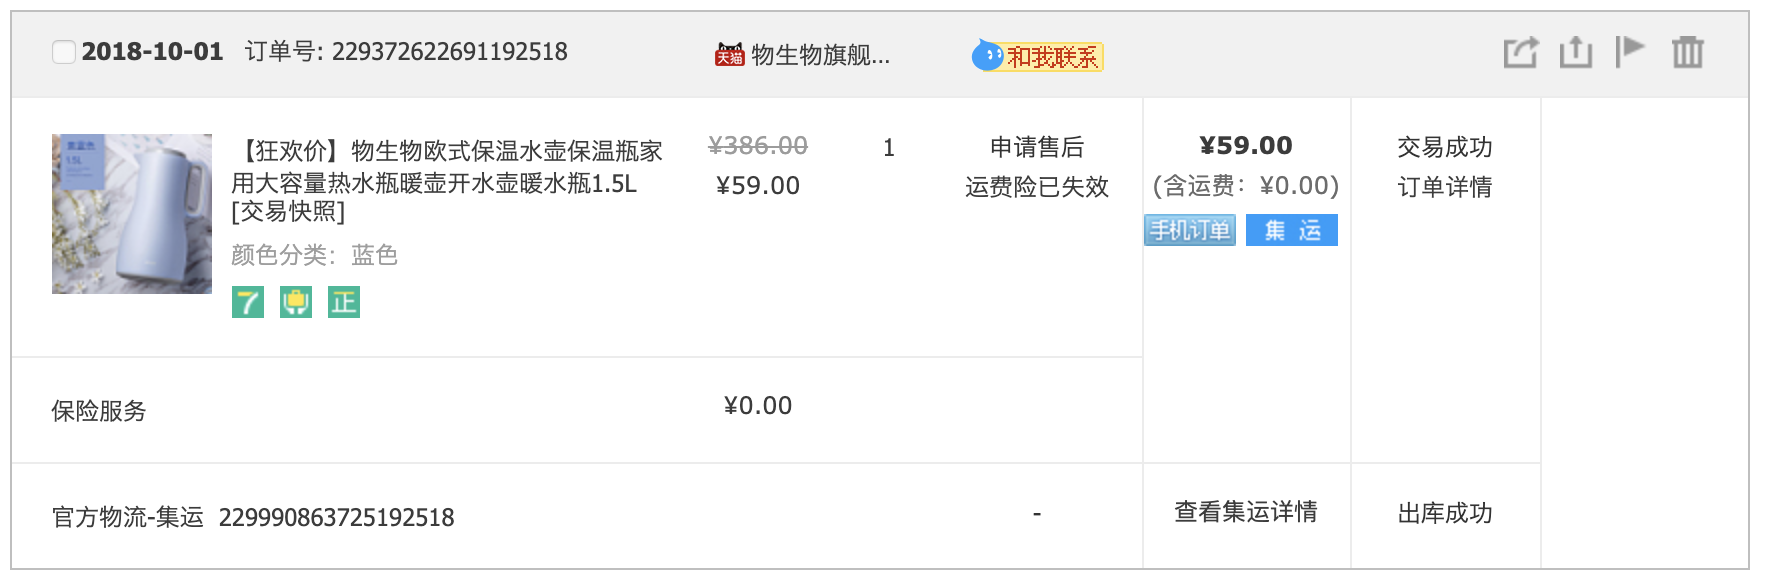 2018-10-01 订单号: 229372622691192518 天猫 物生物旗舰... 和我联系
【狂欢价】物生物欧式保温水壶保温瓶家 ¥386.00 1 申请售后 ¥59.00 交易成功
用大容量热水瓶暖壶开水壶暖水瓶1.5L ¥59.00 运费险已失效 (含运费：¥0.00) 订单详情
[交易快照] 手机订单 集 运
颜色分类：蓝色
7 正
1.5L
保险服务 ¥0.00
官方物流-集运 229990863725192518 - 查看集运详情 出库成功